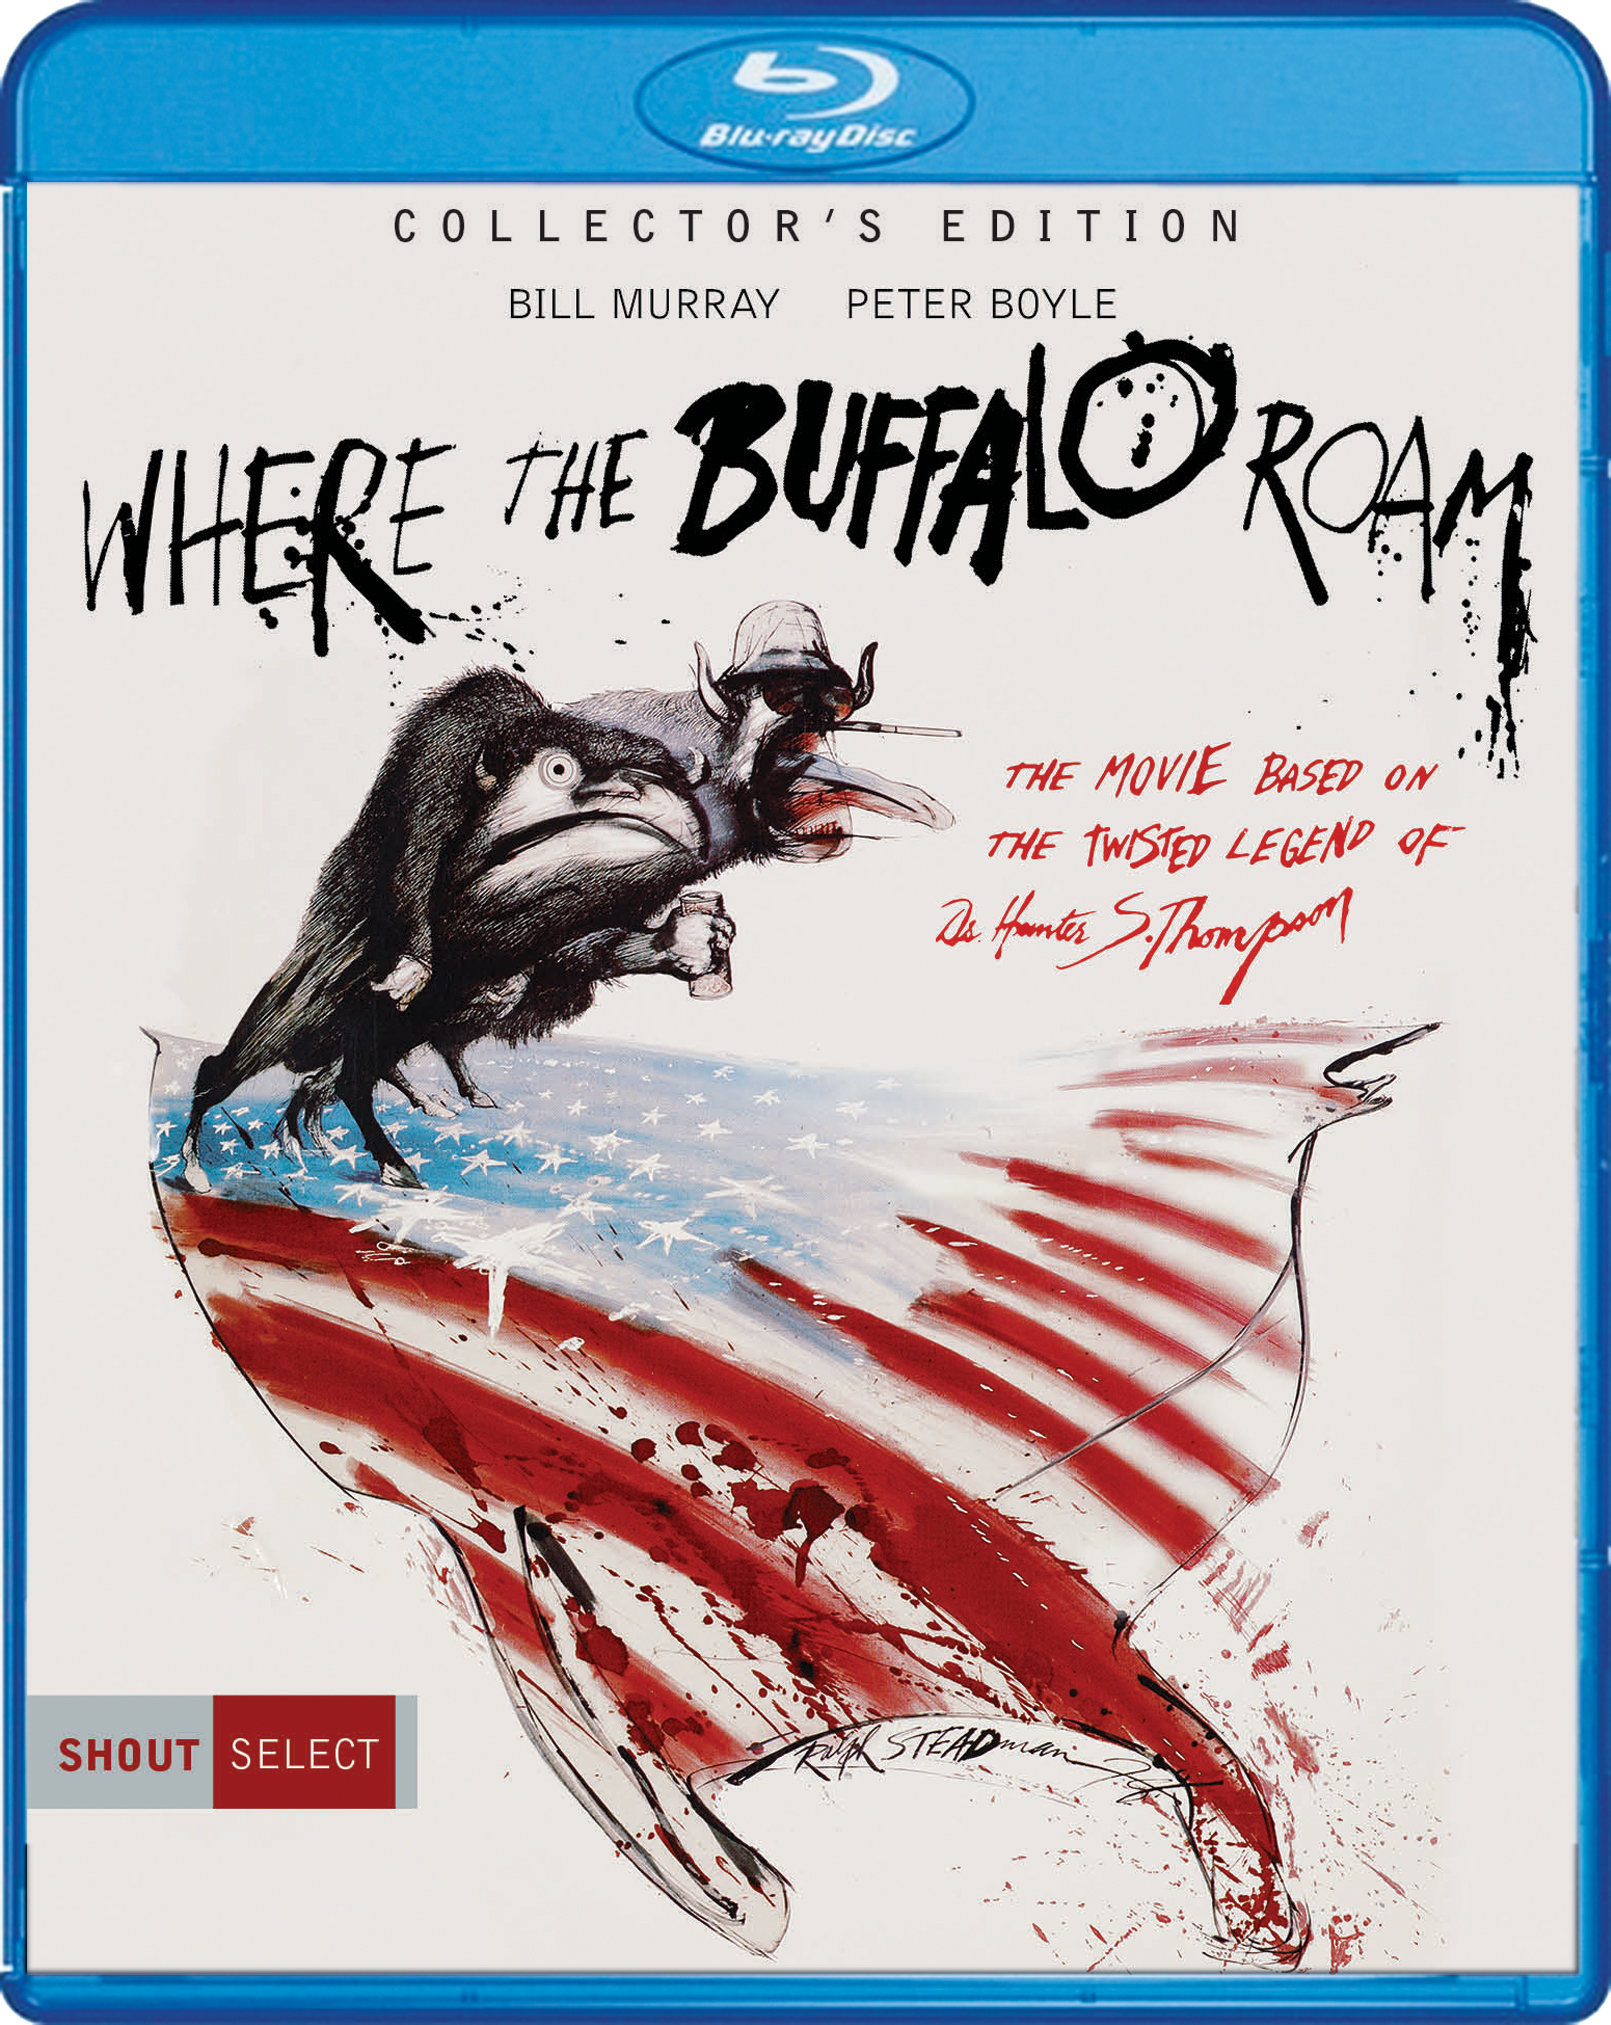 Blu-ray Disc
COLLECTOR'S EDITION
BILL MURRAY PETER BOYLE
WHERE THE BUFFALO ROAM
THE MOVIE BASED ON
THE TWISTED LEGEND OF
Dr. Hunter S. Thompson
SHOUT SELECT
Ralph STEADman